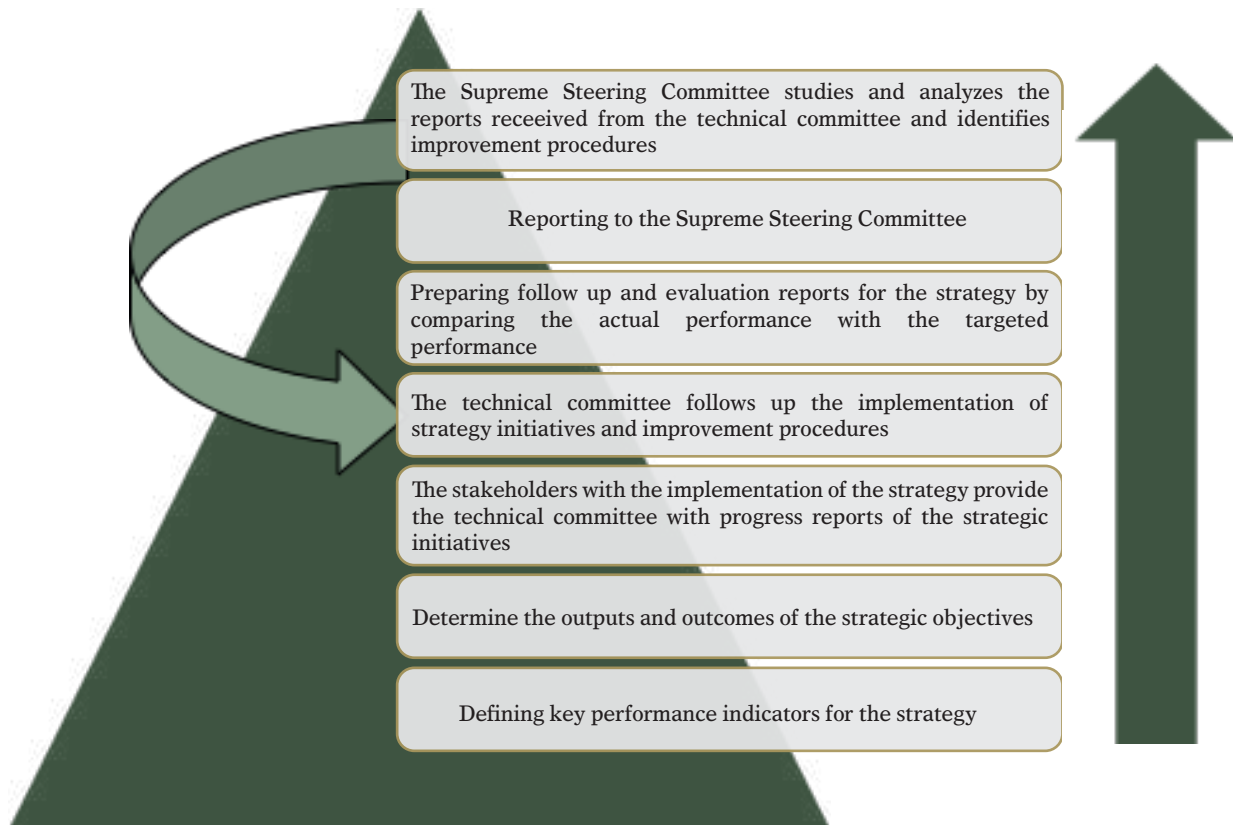 The Supreme Steering Committee studies and analyzes the
reports receeived from the technical committee and identifies
improvement procedures
Reporting to the Supreme Steering Committee
Preparing follow up and evaluation reports for the strategy by
comparing the actual performance with the targeted
performance
The technical committee follows up the implementation of
strategy initiatives and improvement procedures
The stakeholders with the implementation of the strategy provide
the technical committee with progress reports of the strategic
initiatives
Determine the outputs and outcomes of the strategic objectives
Defining key performance indicators for the strategy